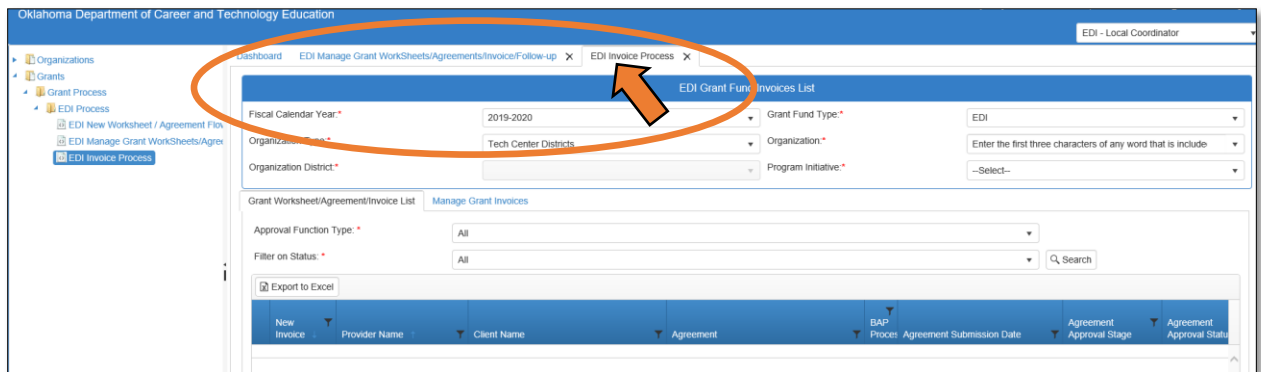 Oklahoma Department of Career and Technology Education
EDI - Local Coordinator
Organizations
Grants
Grant Process
EDI Process
EDI New Worksheet / Agreement Flov
EDI Manage Grant WorkSheets/Agree
EDI Invoice Process
Dashboard EDI Manage Grant WorkSheets/Agreements/Invoice/Follow-up X EDI Invoice Process X
EDI Grant Fund Invoices List
Fiscal Calendar Year:* 2019-2020 Grant Fund Type:* EDI
Organization Type:* Tech Center Districts Organization:* Enter the first three characters of any word that is include
Organization District:* Program Initiative:* --Select--
Grant Worksheet/Agreement/Invoice List Manage Grant Invoices
Approval Function Type: * All
Filter on Status: * All Search
Export to Excel
New Invoice Provider Name Client Name Agreement BAP Proces Agreement Submission Date Agreement Approval Stage Agreement Approval Statu